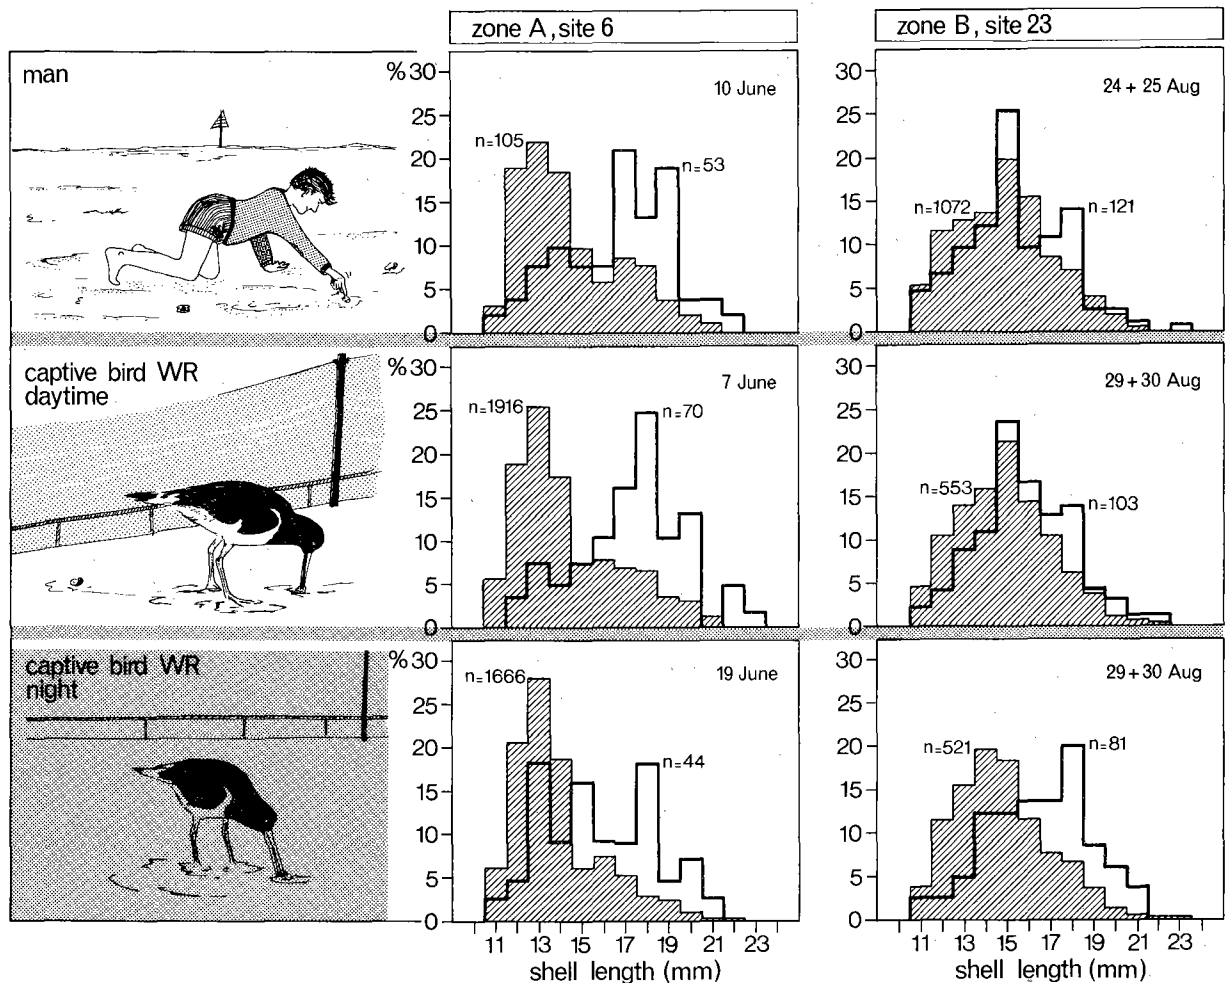 zone A, site 6
zone B, site 23
man
% 30
25
20
15
10
5
0
10 June
n=105
n=53
30
25
20
15
10
5
0
24 + 25 Aug
n=1072
n=121
captive bird WR
daytime
% 30
25
20
15
10
5
0
7 June
n=1916
n=70
30
25
20
15
10
5
0
29 + 30 Aug
n=553
n=103
captive bird WR
night
% 30
25
20
15
10
5
0
19 June
n=1666
n=44
30
25
20
15
10
5
0
29 + 30 Aug
n=521
n=81
11 13 15 17 19 21 23
shell length (mm)
11 13 15 17 19 21 23
shell length (mm)